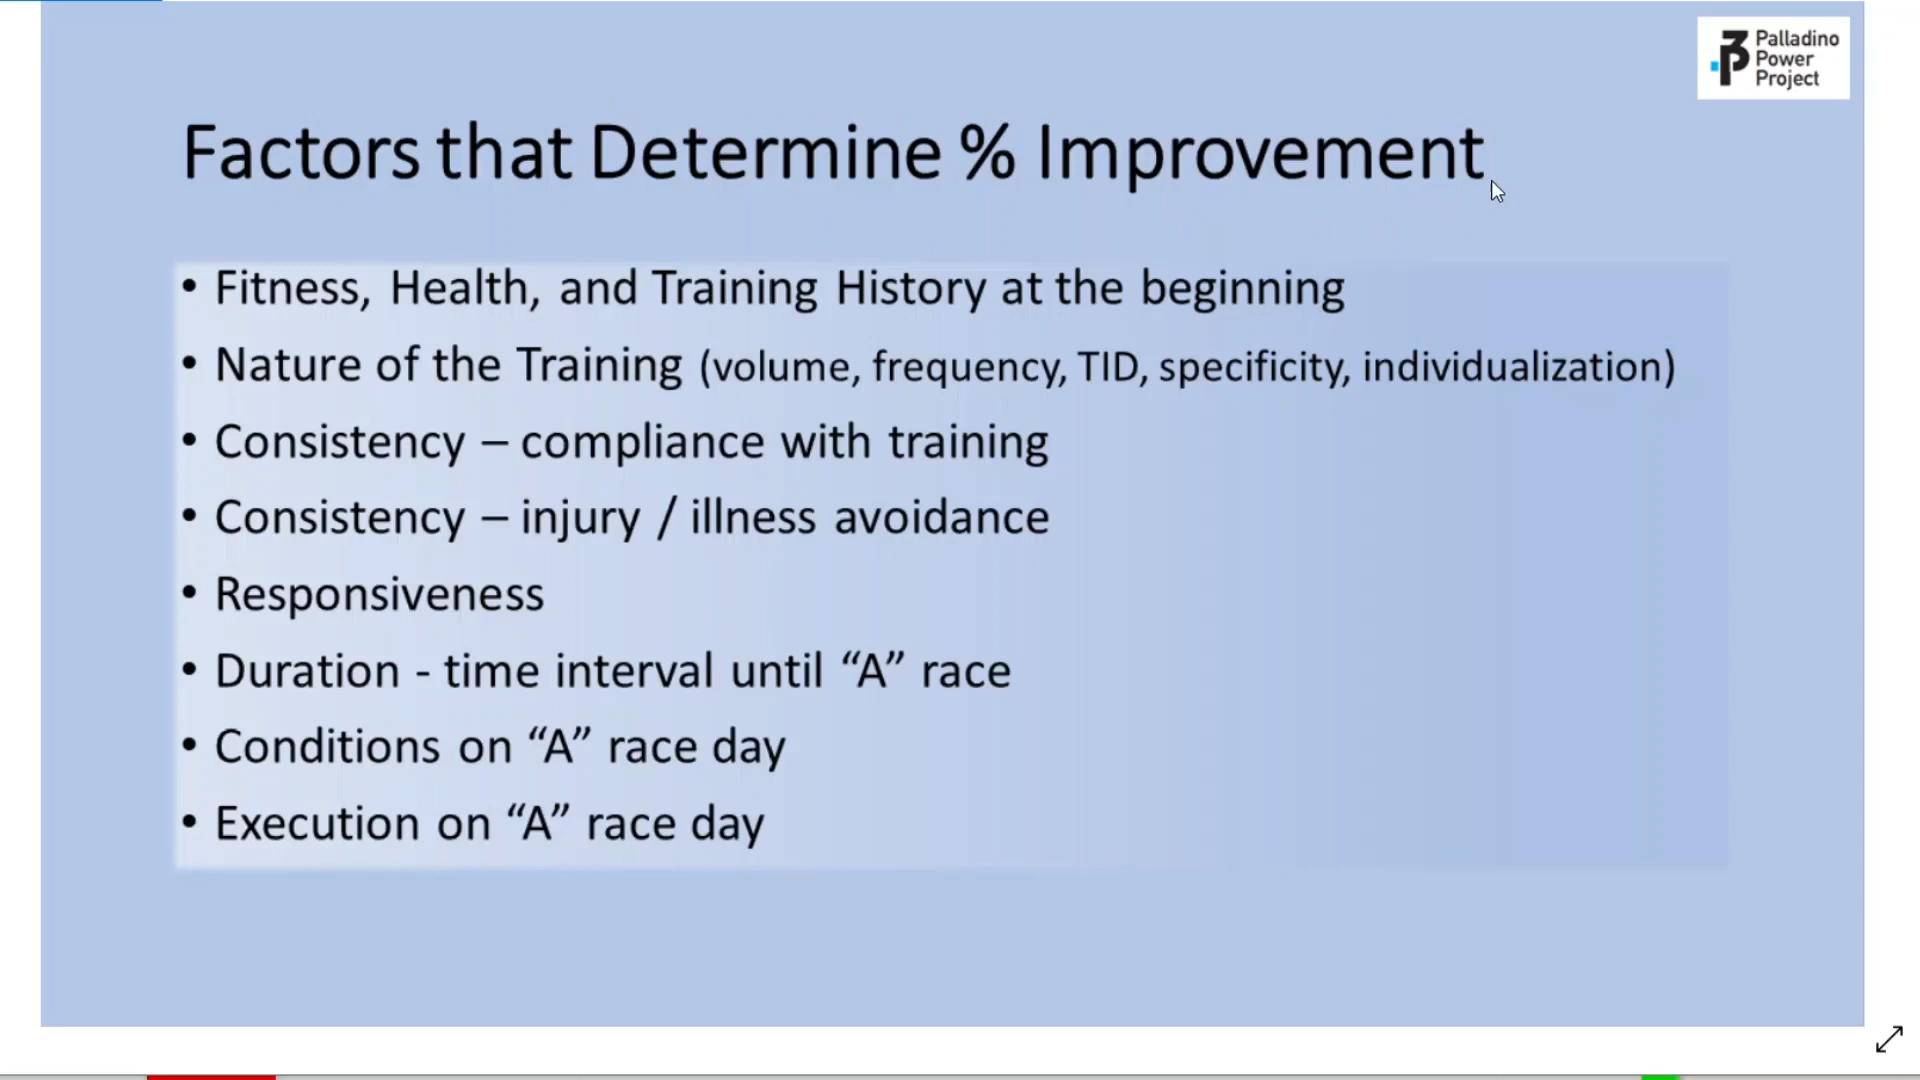 Palladino
Power
Project
Factors that Determine % Improvement
• Fitness, Health, and Training History at the beginning
• Nature of the Training (volume, frequency, TID, specificity, individualization)
• Consistency – compliance with training
• Consistency – injury / illness avoidance
• Responsiveness
• Duration - time interval until “A” race
• Conditions on “A” race day
• Execution on “A” race day